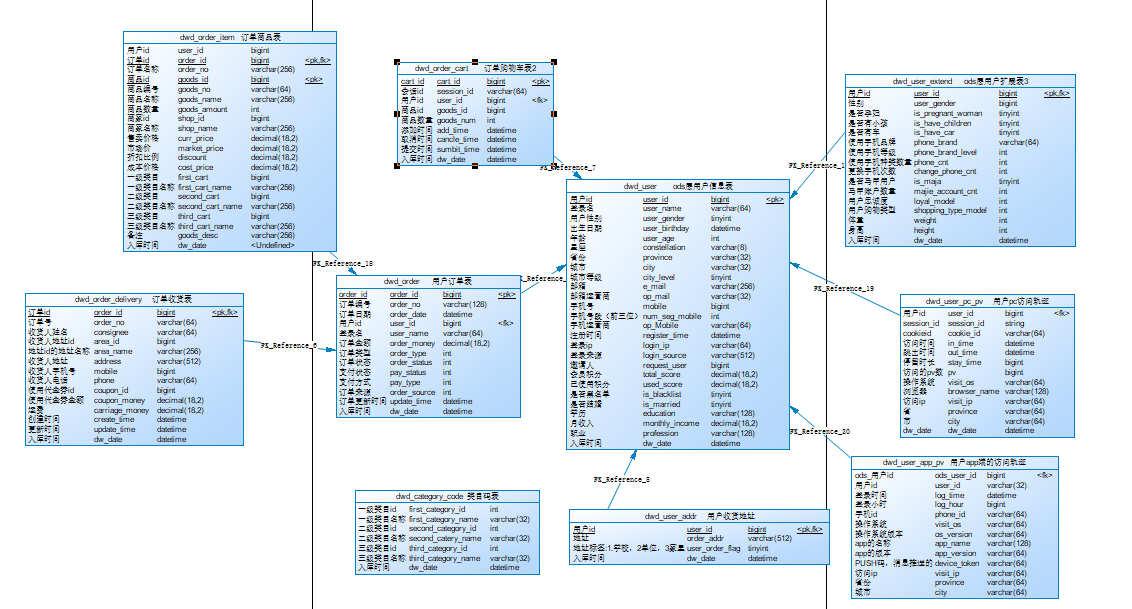 dwd_order_item 订单商品表
用户id user_id bigint
订单id order_id bigint <pk,fk>
订单名称 order_no varchar(256)
商品id goods_id bigint <pk>
商品编号 goods_no varchar(64)
商品名称 goods_name varchar(256)
商品数量 goods_amount int
商家id shop_id bigint
商家名称 shop_name varchar(256)
售卖价格 curr_price decimal(18,2)
市场价 market_price decimal(18,2)
折扣比例 discount decimal(18,2)
成本价格 cost_price decimal(18,2)
一级类目 first_cart bigint
一级类目名称 first_cart_name varchar(256)
二级类目 second_cart bigint
二级类目名称 second_cart_name varchar(256)
三级类目 third_cart bigint
三级类目名称 third_cart_name varchar(256)
备注 goods_desc varchar(256)
入库时间 dw_date <Undefined>
dwd_order_cart 订单购物车表2
cart_id cart_id bigint <pk>
会话id session_id varchar(64)
用户id user_id bigint <fk>
商品id goods_id bigint
商品数量 goods_num int
添加时间 add_time datetime
取消时间 cancle_time datetime
提交时间 sumbit_time datetime
入库时间 dw_date datetime
dwd_user_extend ods层用户扩展表3
用户id user_id bigint <pk,fk>
性别 user_gender bigint
是否孕妇 is_pregnant_woman tinyint
是否有小孩 is_have_children tinyint
是否有车 is_have_car tinyint
使用手机品牌 phone_brand varchar(64)
使用手机等级 phone_brand_level int
使用手机种类数量 phone_cnt int
更换手机次数 change_phone_cnt int
是否马甲用户 is_maja tinyint
马甲账户数量 majie_account_cnt int
用户忠诚度 loyal_model int
用户购物类型 shopping_type_model int
体重 weight int
身高 height int
入库时间 dw_date datetime
FK_Reference_7
FK_Reference_1
dwd_user ods层用户信息表
用户id user_id bigint <pk>
登录名 user_name varchar(64)
用户性别 user_gender tinyint
出生日期 user_birthday datetime
年龄 user_age int
星座 constellation varchar(8)
省份 province varchar(32)
城市 city varchar(32)
城市等级 city_level tinyint
邮箱 e_mail varchar(256)
邮箱运营商 op_mail varchar(32)
手机号 mobile bigint
手机号段（前三位） num_seg_mobile int
手机运营商 op_Mobile varchar(64)
注册时间 register_time datetime
登录ip login_ip varchar(64)
登录来源 login_source varchar(512)
邀请人 request_user bigint
会员积分 total_score decimal(18,2)
已使用积分 used_score decimal(18,2)
是否黑名单 is_blacklist tinyint
是否结婚 is_married tinyint
学历 education varchar(128)
月收入 monthly_income decimal(18,2)
职业 profession varchar(128)
入库时间 dw_date datetime
FK_Reference_18
FK_Reference_
FK_Reference_19
dwd_order 用户订单表
order_id order_id bigint <pk>
订单编号 order_no varchar(128)
订单日期 order_date datetime
用户id user_id bigint <fk>
登录名 user_name varchar(64)
订单金额 order_money decimal(18,2)
订单类型 order_type int
订单状态 order_status int
支付状态 pay_status int
支付方式 pay_type int
订单来源 order_source int
订单更新时间 update_time datetime
入库时间 dw_date datetime
dwd_order_delivery 订单收货表
订单id order_id bigint <pk,fk>
订单号 order_no varchar(64)
收货人姓名 consignee varchar(64)
收货人地址id area_id bigint
地址id的地址名称 area_name varchar(256)
收货人地址 address varchar(512)
收货人手机号 mobile bigint
收货人电话 phone varchar(64)
使用代金券id coupon_id bigint
使用代金券金额 coupon_money decimal(18,2)
运费 carriage_money decimal(18,2)
创建时间 create_time datetime
更新时间 update_time datetime
入库时间 dw_date datetime
FK_Reference_6
dwd_user_pc_pv 用户pc访问轨迹
用户id user_id bigint <fk>
session_id session_id string
cookieid cookie_id varchar(64)
访问时间 in_time datetime
跳出时间 out_time datetime
停留时长 stay_time bigint
访问的pv数 pv bigint
操作系统 visit_os varchar(64)
浏览器 browser_name varchar(128)
访问ip visit_ip varchar(64)
省 province varchar(64)
市 city varchar(64)
dw_date dw_date datetime
FK_Reference_20
dwd_user_app_pv 用户app端的访问轨迹
ods_用户id ods_user_id bigint <fk>
用户id user_id varchar(32)
登录时间 log_time datetime
登录小时 log_hour bigint
手机id phone_id varchar(64)
操作系统 visit_os varchar(64)
操作系统版本 os_version varchar(64)
app的名称 app_name varchar(128)
app的版本 app_version varchar(64)
PUSH码，消息推送的 device_token varchar(64)
访问ip visit_ip varchar(64)
省份 province varchar(64)
城市 city varchar(64)
FK_Reference_8
dwd_category_code 类目码表
一级类目id first_category_id int
一级类目名称 first_category_name varchar(32)
二级类目id second_category_id int
二级类目名称 second_catery_name varchar(32)
三级类目id third_category_id int
三级类目名称 third_category_name varchar(32)
入库时间 dw_date datetime
dwd_user_addr 用户收货地址
用户id user_id bigint <pk,fk>
地址 order_addr varchar(512)
地址标签:1.学校，2单位，3家里 user_order_flag tinyint
入库时间 dw_date datetime